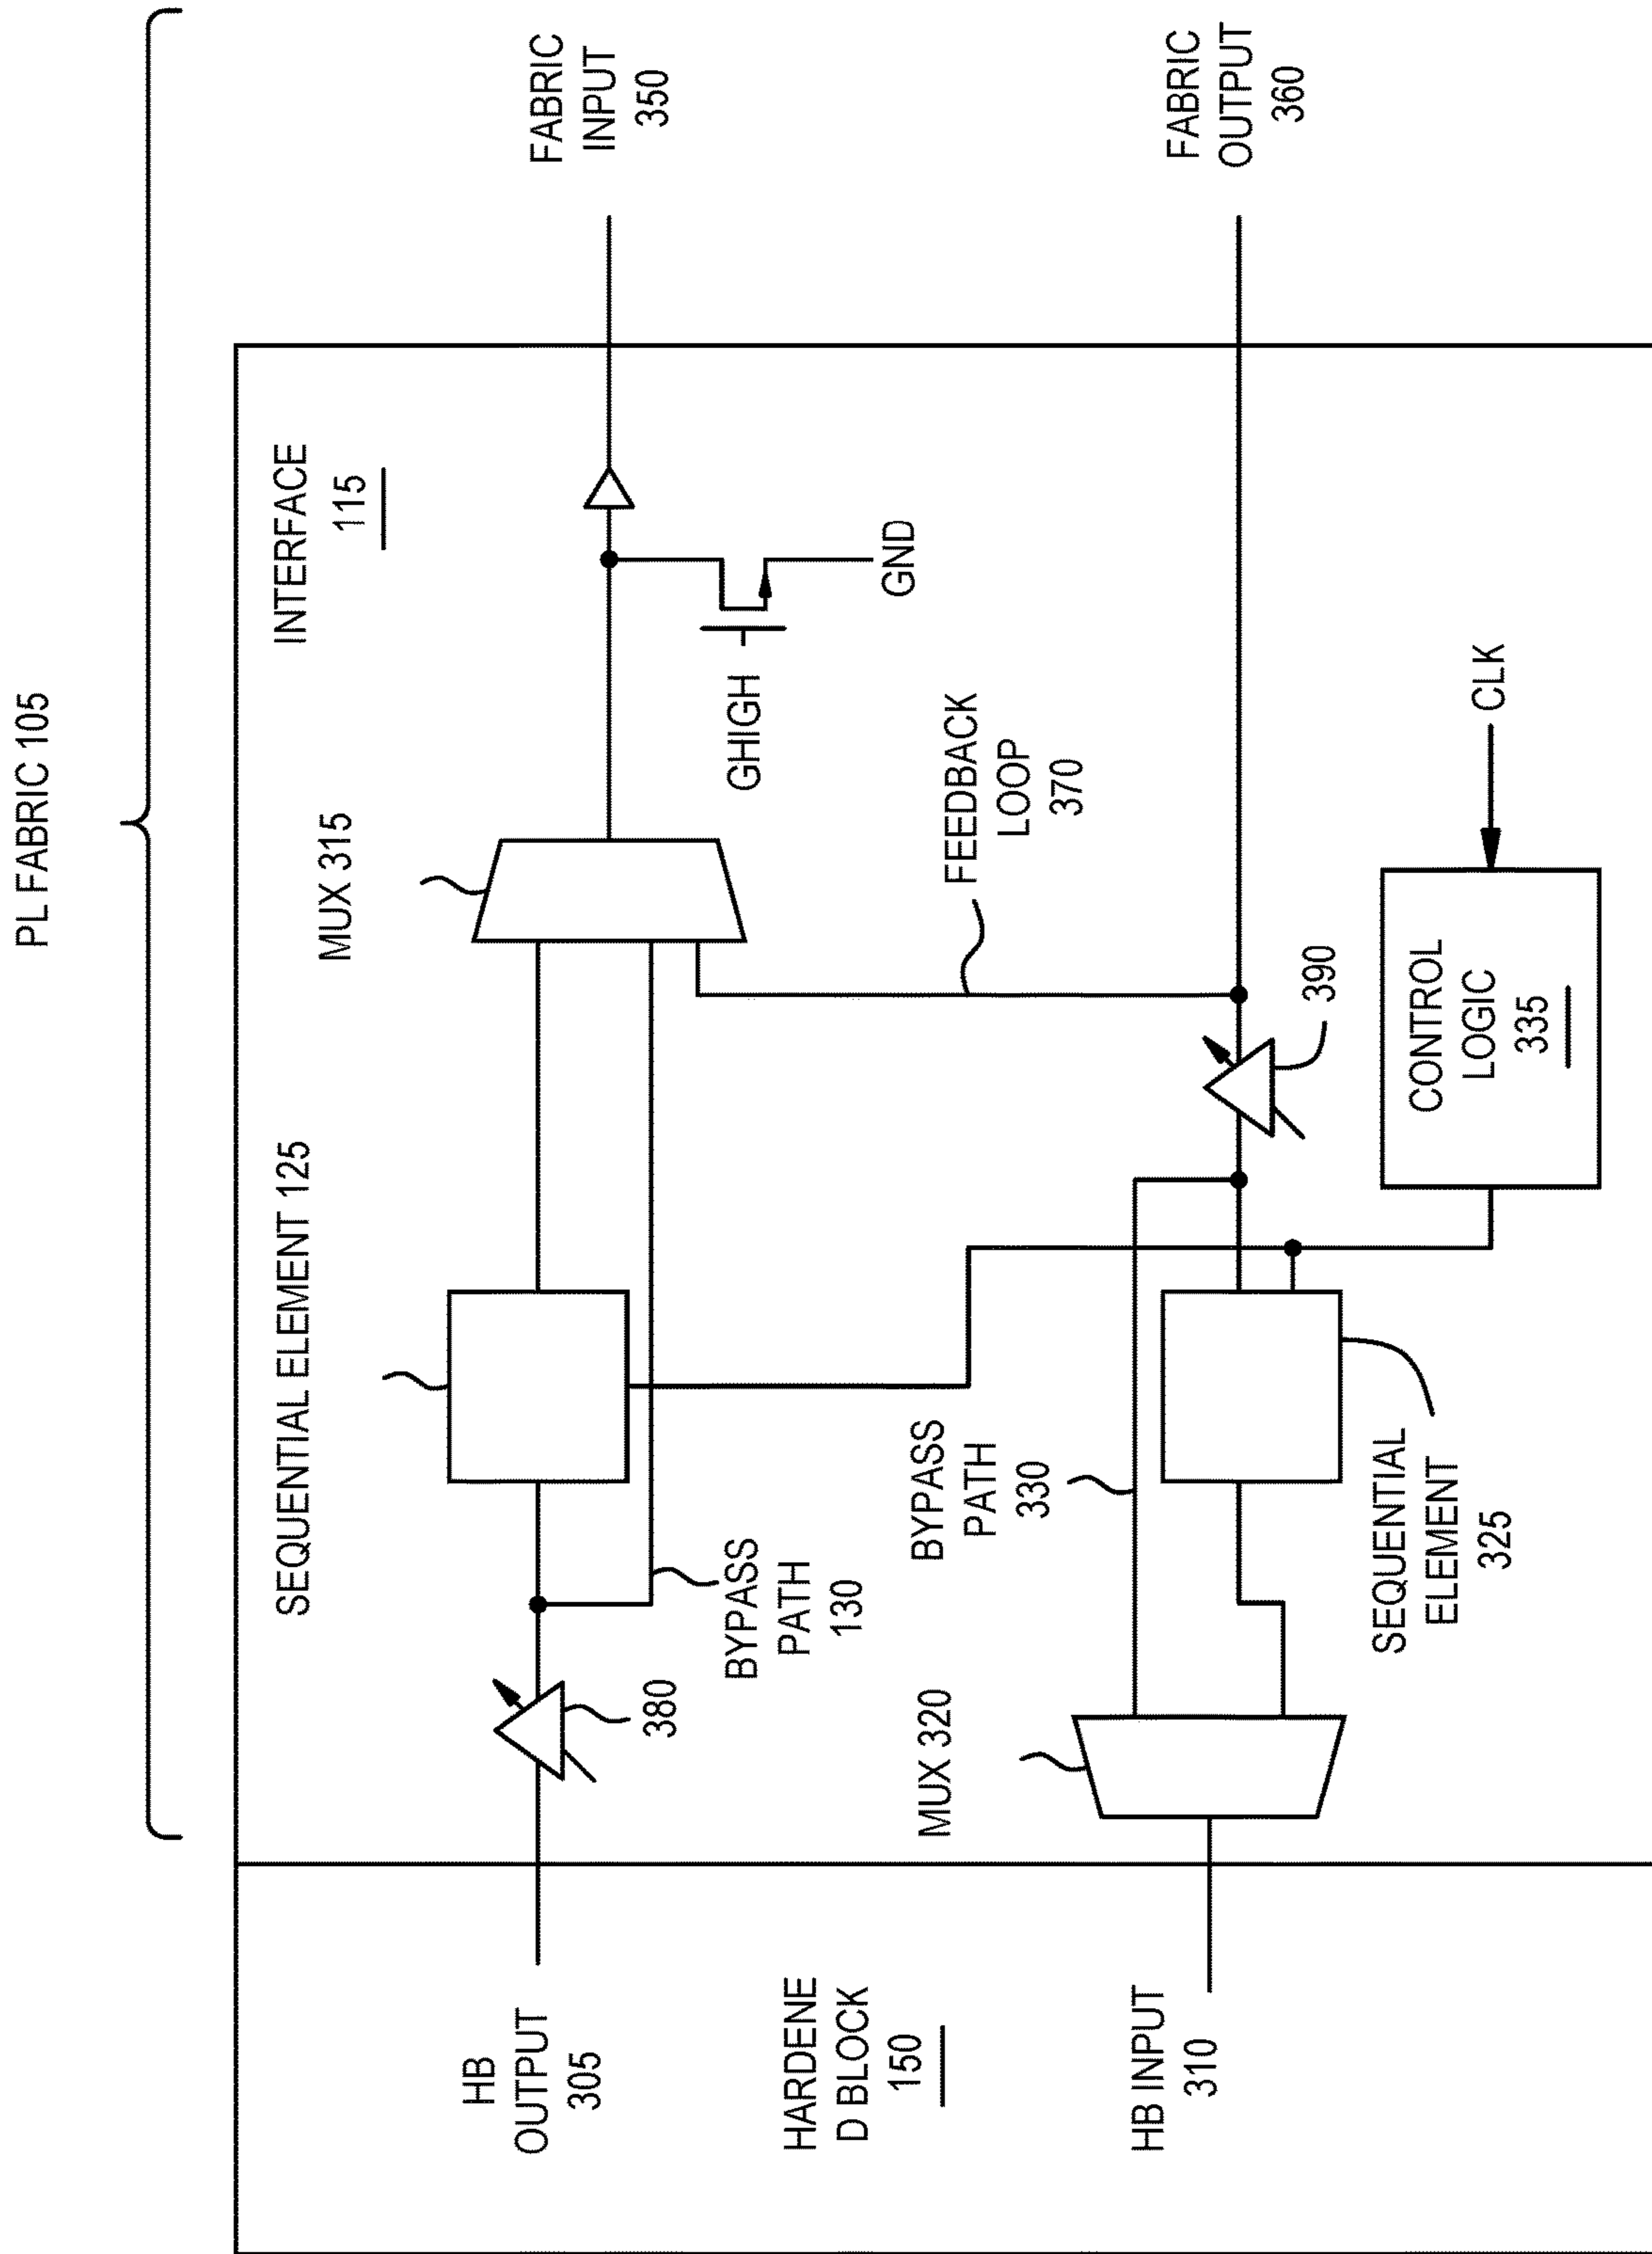 PL FABRIC 105
HB
OUTPUT
305
HARDENE
D BLOCK
150
HB INPUT
310
SEQUENTIAL ELEMENT 125
380
BYPASS
PATH
130
MUX 320
BYPASS
PATH
330
SEQUENTIAL
ELEMENT
325
MUX 315
INTERFACE
115
GHIGH
GND
FEEDBACK
LOOP
370
390
CONTROL
LOGIC
335
CLK
FABRIC
INPUT
350
FABRIC
OUTPUT
360